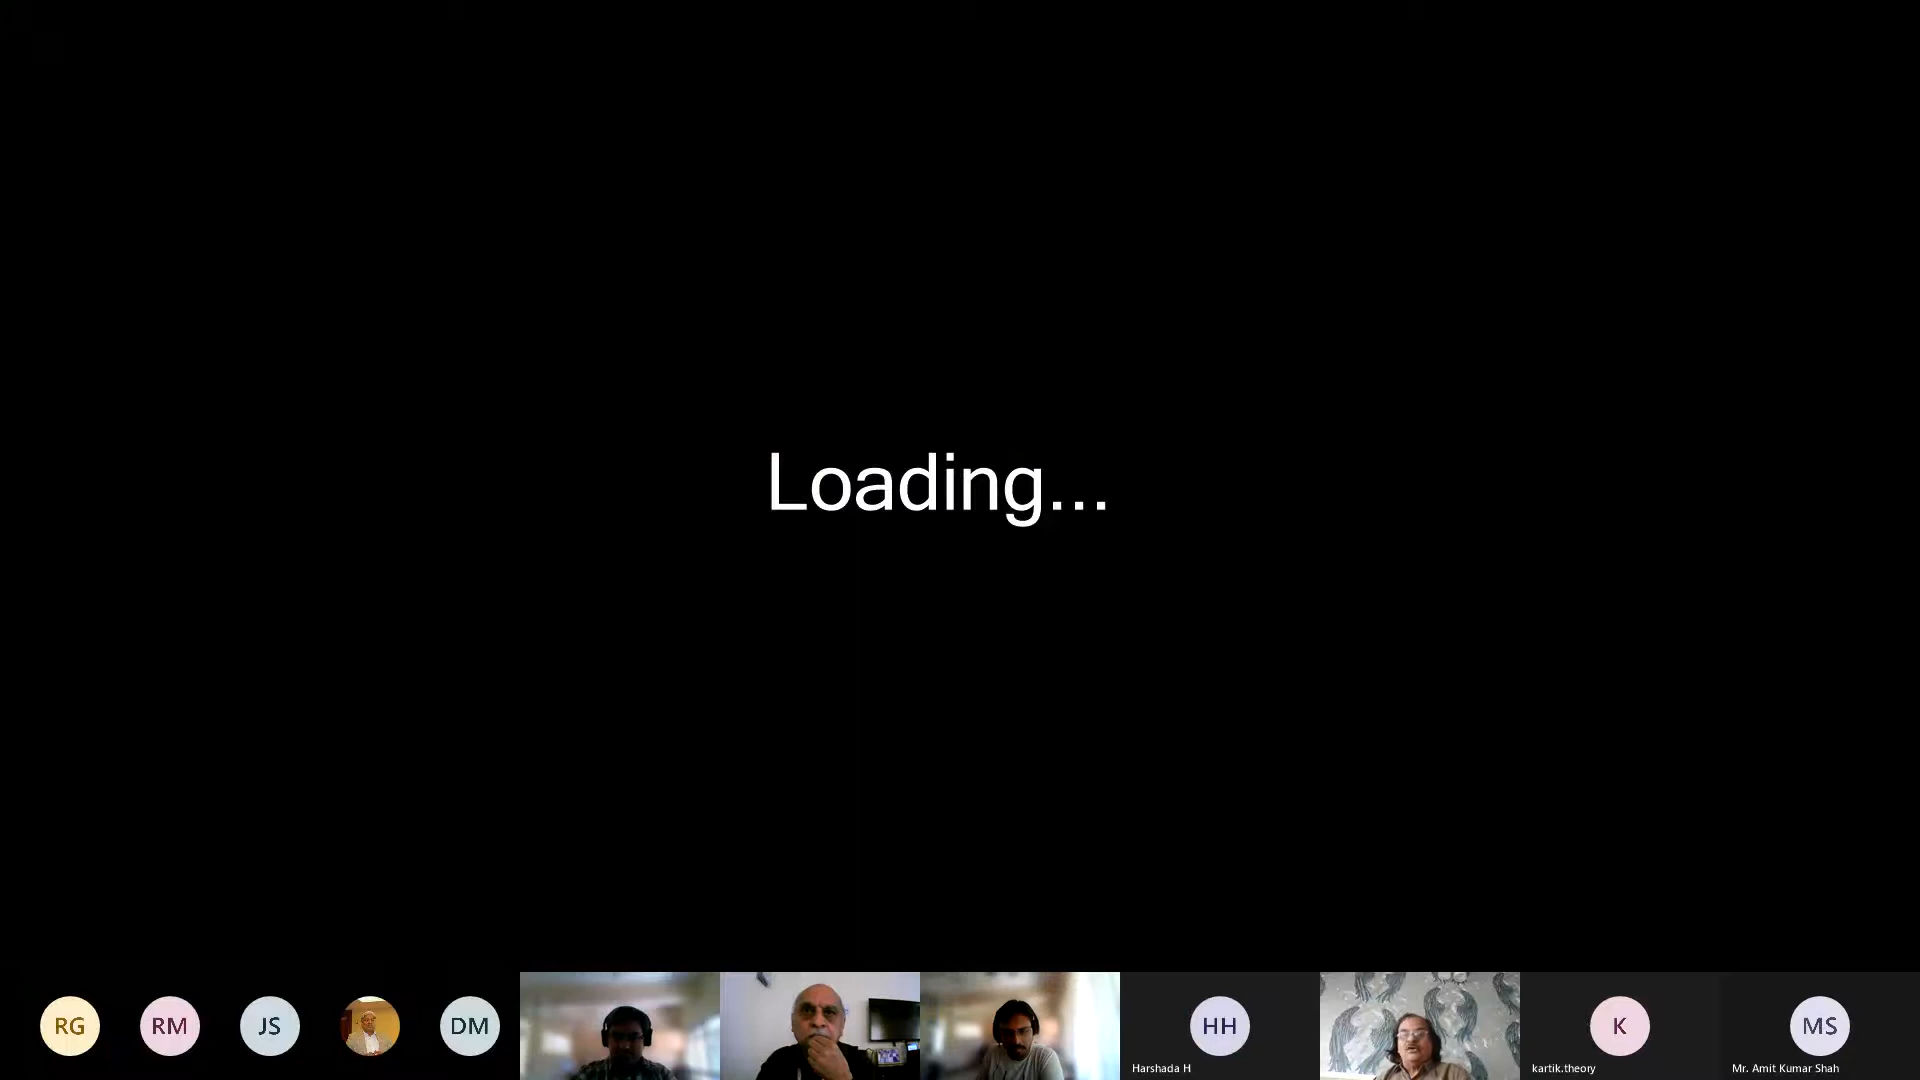 Loading...
RG
RM
JS
DM
HH
Harshada H
K
kartik.theory
MS
Mr. Amit Kumar Shah